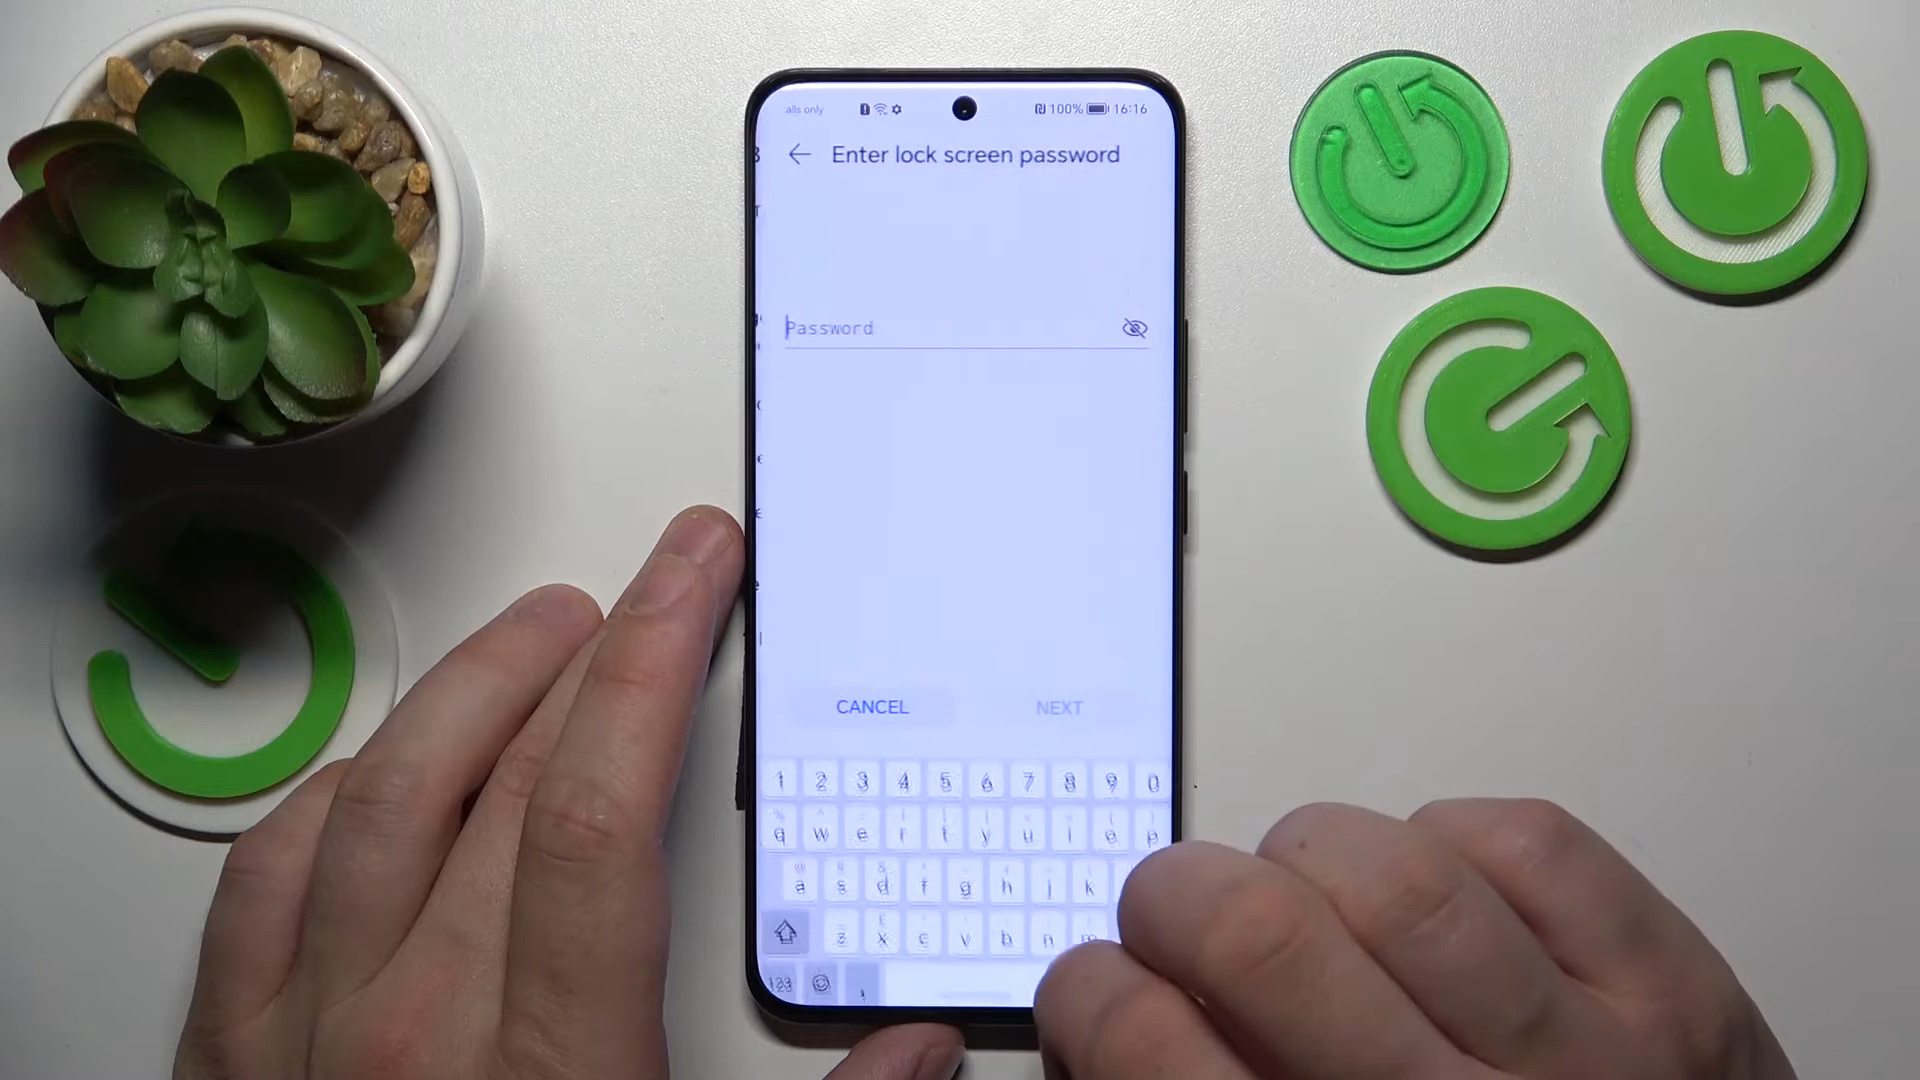 alls only 100% 16:16
Enter lock screen password
Password
CANCEL NEXT
1 2 3 4 5 6 7 8 9 0
q w e r t y u i o p
a s d f g h j k
z x c v b n m
123 ,